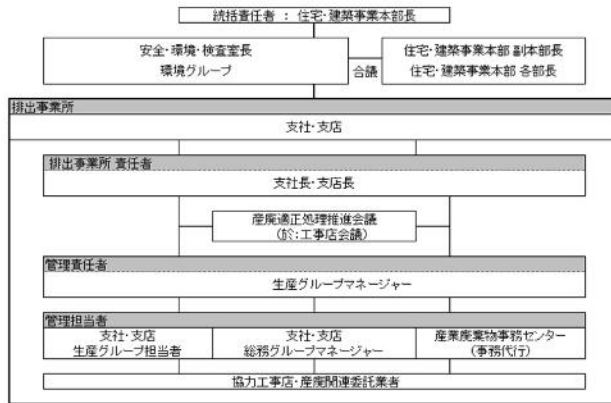 統括責任者 : 住宅・建築事業本部長
安全・環境・検査室長
環境グループ
合議
住宅・建築事業本部 副本部長
住宅・建築事業本部 各部長
排出事業所
支社・支店
排出事業所 責任者
支社長・支店長
産廃適正処理推進会議
(於:工事店会議)
管理責任者
生産グループマネージャー
管理担当者
支社・支店
生産グループ担当者
支社・支店
総務グループマネージャー
産業廃棄物事務センター
(事務代行)
協力工事店・産廃関連委託業者